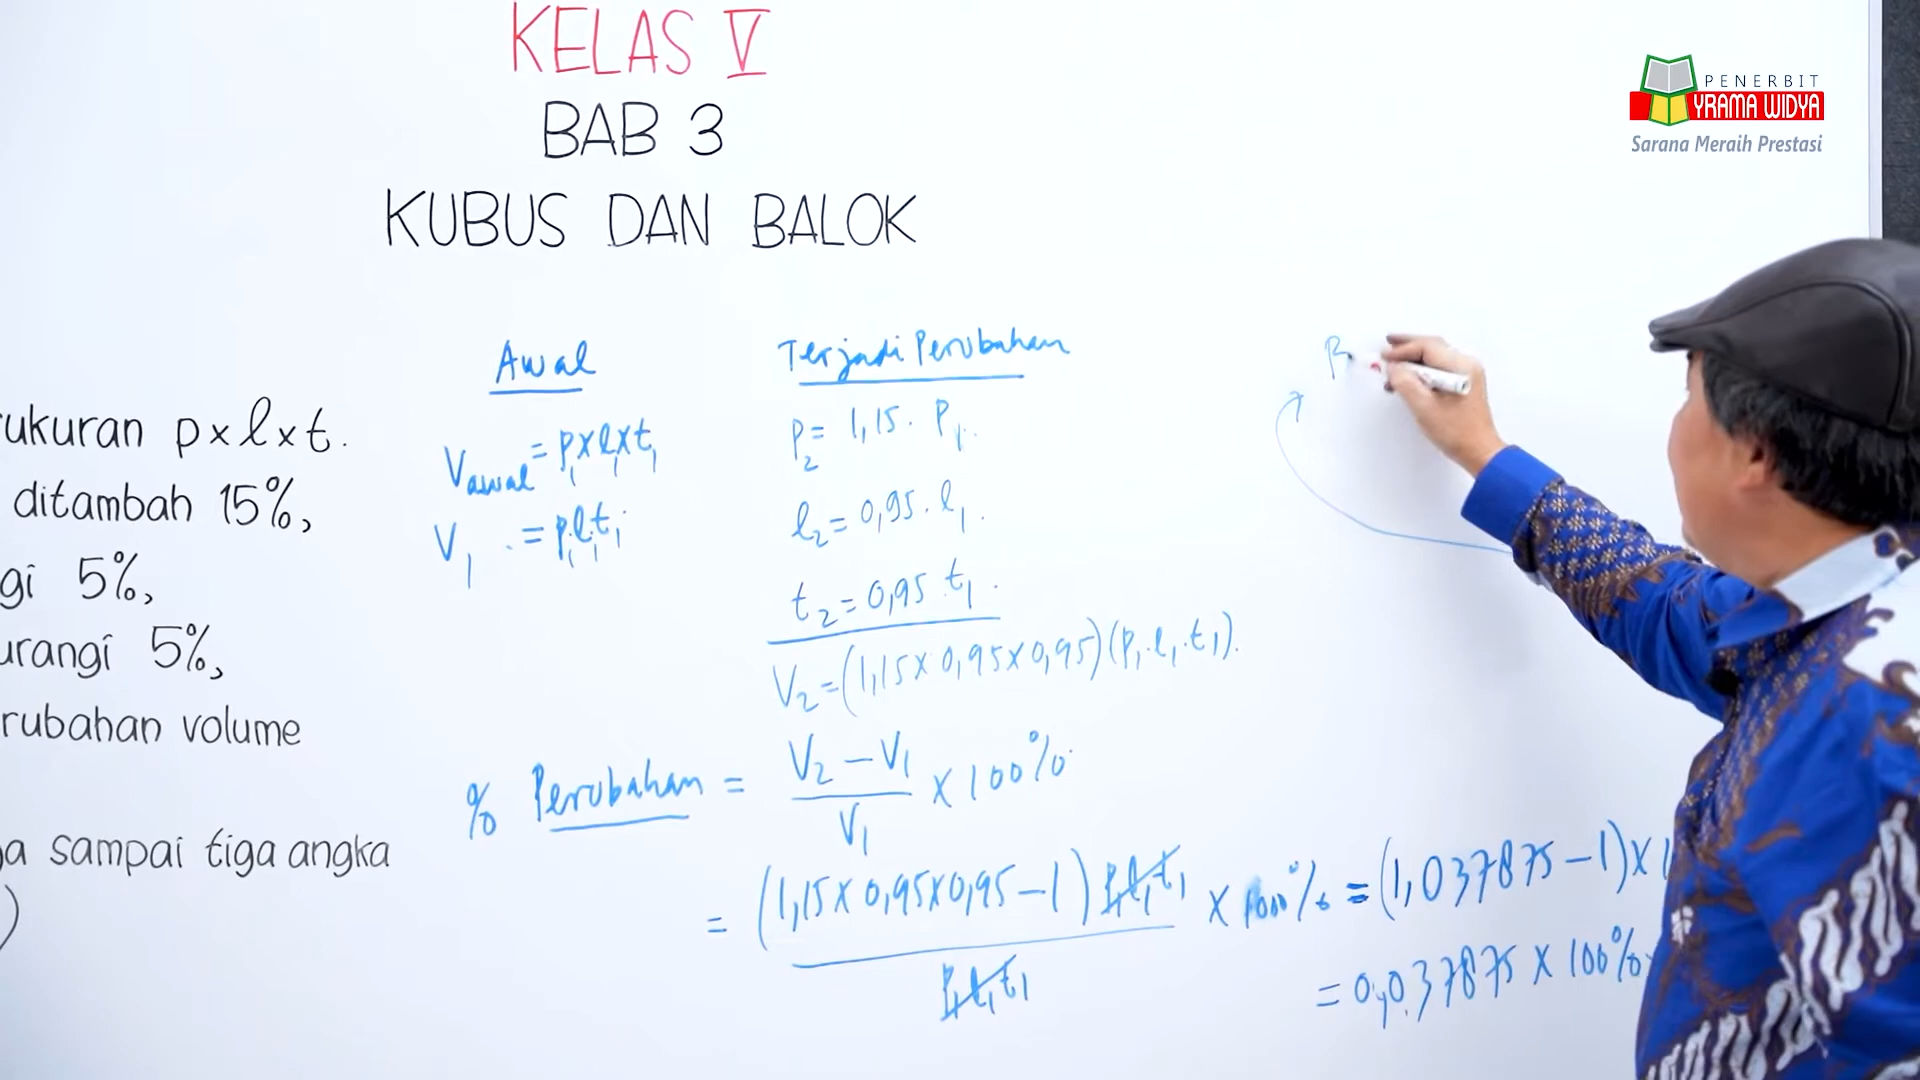 KELAS V
BAB 3
KUBUS DAN BALOK
PENERBIT
YRAMA WIDYA
Sarana Meraih Prestasi
ukuran p×l×t.
ditambah 15%,
gi 5%,
urangi 5%,
rubahan volume
a sampai tiga angka
)
Awal
V awal = p₁×l₁×t₁
V₁ = p₁l₁t₁
Terjadi Perubahan
p₂ = 1,15. p₁.
l₂ = 0,95. l₁.
t₂ = 0,95 t₁.
V₂ = (1,15×0,95×0,95)(p₁.l₁.t₁).
% Perubahan = V₂ − V₁ / V₁ × 100%
= (1,15×0,95×0,95−1) p₁l₁t₁ / p₁l₁t₁ × 100% = (1,037875−1)×1
= 0,037875 × 100%